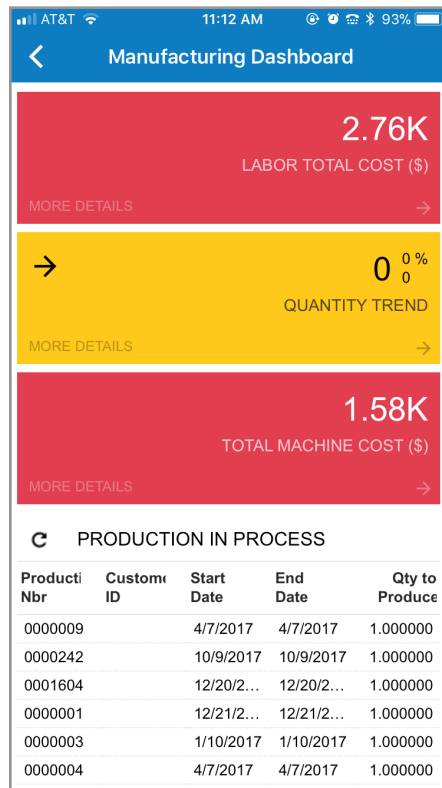 AT&T 11:12 AM 93%
Manufacturing Dashboard
2.76K
LABOR TOTAL COST ($)
MORE DETAILS
0 0 %
0
QUANTITY TREND
MORE DETAILS
1.58K
TOTAL MACHINE COST ($)
MORE DETAILS
PRODUCTION IN PROCESS
Producti Custome Start End Qty to
Nbr ID Date Date Produce
0000009 4/7/2017 4/7/2017 1.000000
0000242 10/9/2017 10/9/2017 1.000000
0001604 12/20/2... 12/20/2... 1.000000
0000001 12/21/2... 12/21/2... 1.000000
0000003 1/10/2017 1/10/2017 1.000000
0000004 4/7/2017 4/7/2017 1.000000